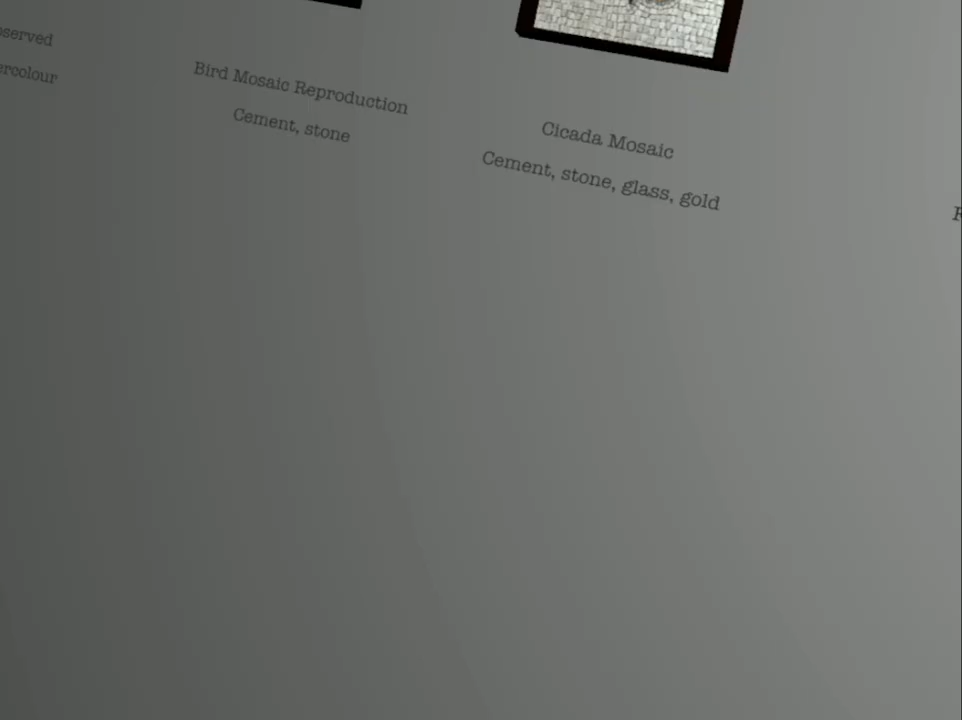 Bird Mosaic Reproduction
Cement, stone
Cicada Mosaic
Cement, stone, glass, gold